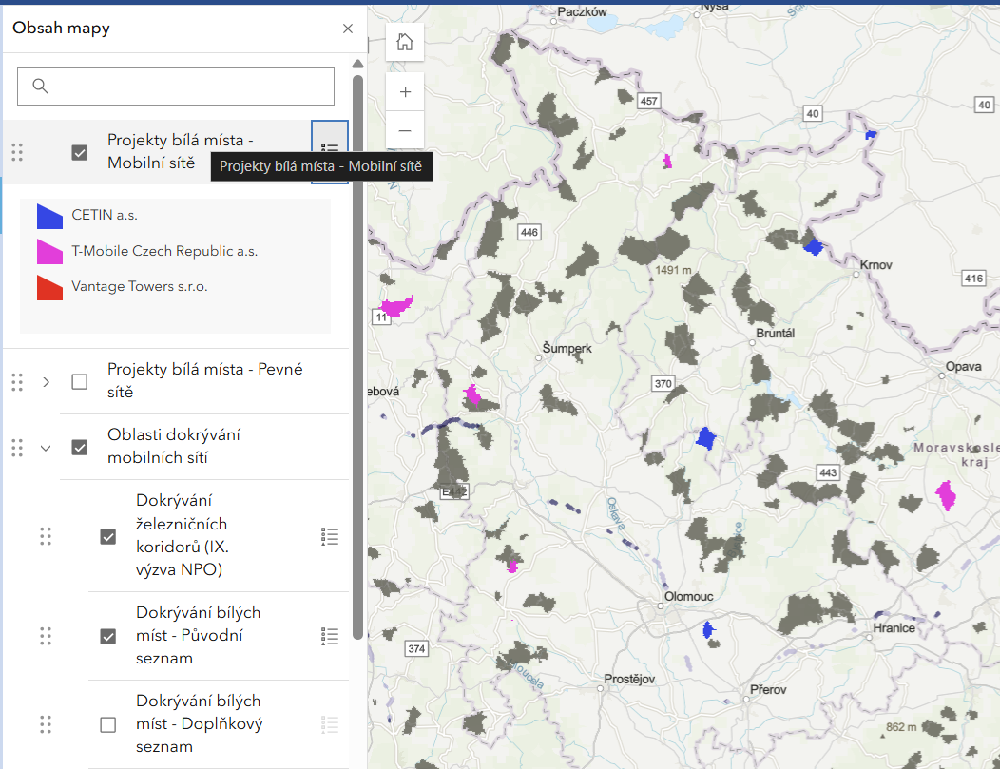 Obsah mapy
Projekty bílá místa -
Mobilní sítě
Projekty bílá místa - Mobilní sítě
CETIN a.s.
T-Mobile Czech Republic a.s.
Vantage Towers s.r.o.
Projekty bílá místa - Pevné
sítě
Oblasti dokrývání
mobilních sítí
Dokrývání
železničních
koridorů (IX.
výzva NPO)
Dokrývání bílých
míst - Původní
seznam
Dokrývání bílých
míst - Doplňkový
seznam
Paczków
Nysa
457
40
40
446
Krnov
1491 m
416
11
Bruntál
Šumperk
Opava
370
ebová
Moravskosle
kraj
443
E442
Oslava
Olomouc
Hranice
374
Prostějov
Přerov
862 m